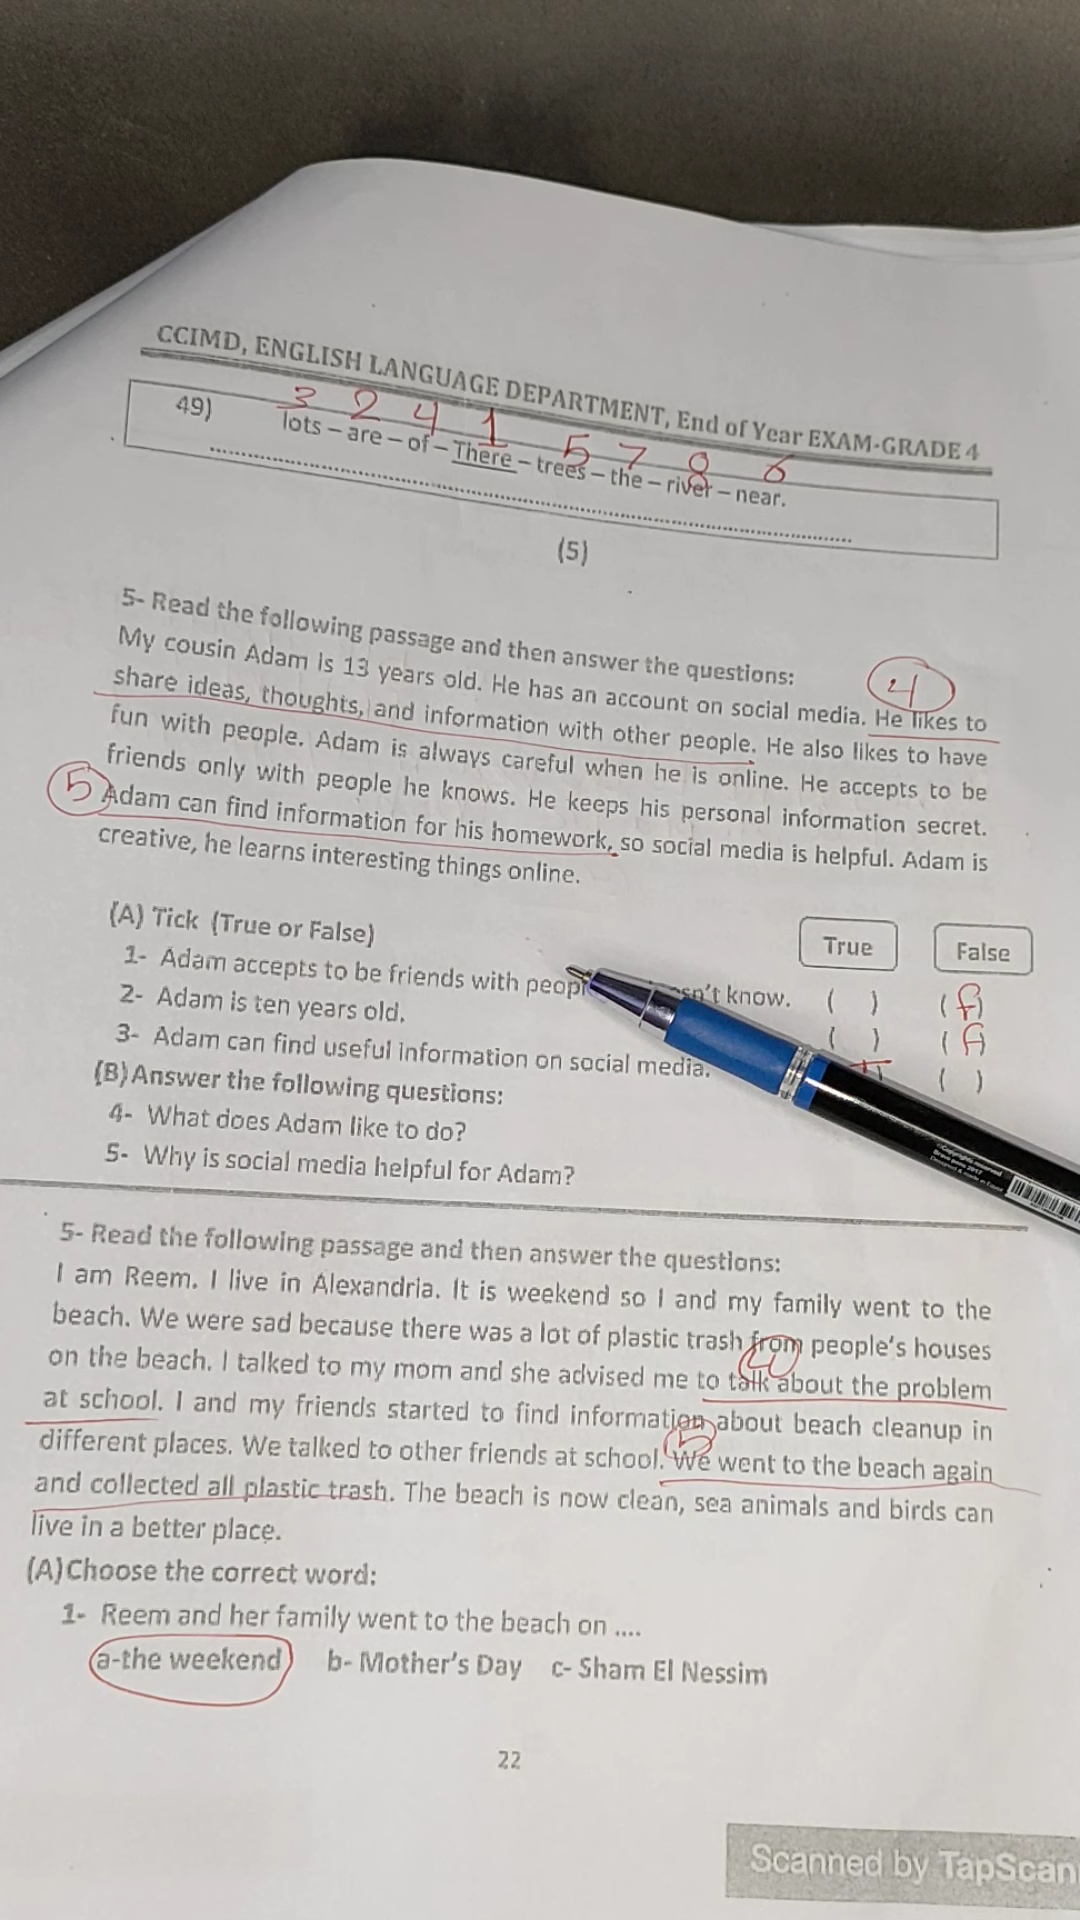 CCIMD, ENGLISH LANGUAGE DEPARTMENT, End of Year EXAM-GRADE 4
3 2 4 1 5 7 8 6
49) lots – are – of – There – trees – the – river – near.
(5)
5- Read the following passage and then answer the questions:
4
My cousin Adam is 13 years old. He has an account on social media. He likes to
share ideas, thoughts, and information with other people. He also likes to have
fun with people. Adam is always careful when he is online. He accepts to be
friends only with people he knows. He keeps his personal information secret.
5 Adam can find information for his homework, so social media is helpful. Adam is
creative, he learns interesting things online.
(A) Tick (True or False) True False
1- Adam accepts to be friends with know. ( ) (F)
2- Adam is ten years old. ( ) (F)
3- Adam can find useful information on social media. T ( )
(B) Answer the following questions:
4- What does Adam like to do?
5- Why is social media helpful for Adam?
5- Read the following passage and then answer the questions:
I am Reem. I live in Alexandria. It is weekend so I and my family went to the
beach. We were sad because there was a lot of plastic trash from people's houses
4
on the beach. I talked to my mom and she advised me to talk about the problem
at school. I and my friends started to find information about beach cleanup in
5
different places. We talked to other friends at school. We went to the beach again
and collected all plastic trash. The beach is now clean, sea animals and birds can
live in a better place.
(A) Choose the correct word:
1- Reem and her family went to the beach on ....
a-the weekend b- Mother's Day c- Sham El Nessim
22
Scanned by TapScan